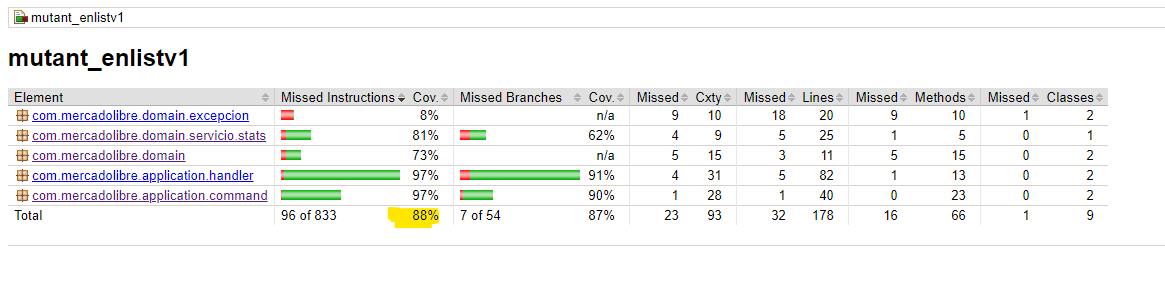 mutant_enlistv1
mutant_enlistv1
Element Missed Instructions Cov. Missed Branches Cov. Missed Cxty Missed Lines Missed Methods Missed Classes
com.mercadolibre.domain.excepcion 8% n/a 9 10 18 20 9 10 1 2
com.mercadolibre.domain.servicio.stats 81% 62% 4 9 5 25 1 5 0 1
com.mercadolibre.domain 73% n/a 5 15 3 11 5 15 0 2
com.mercadolibre.application.handler 97% 91% 4 31 5 82 1 13 0 2
com.mercadolibre.application.command 97% 90% 1 28 1 40 0 23 0 2
Total 96 of 833 88% 7 of 54 87% 23 93 32 178 16 66 1 9